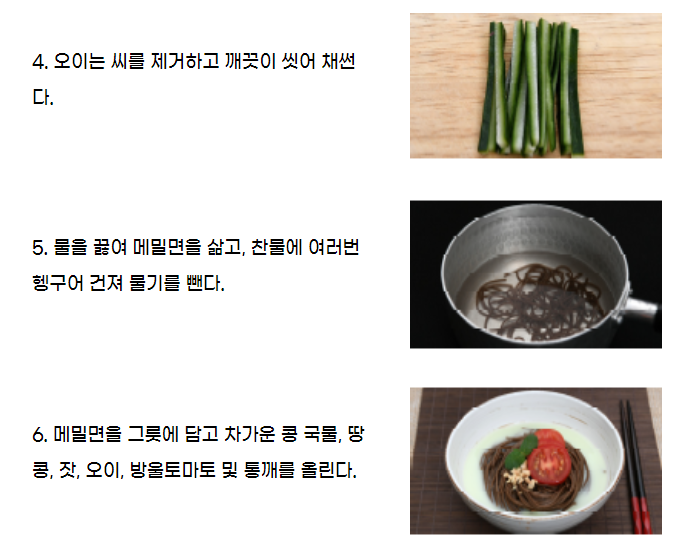 4. 오이는 씨를 제거하고 깨끗이 씻어 채썬
다.
5. 물을 끓여 메밀면을 삶고, 찬물에 여러번
헹구어 건져 물기를 뺀다.
6. 메밀면을 그릇에 담고 차가운 콩 국물, 땅
콩, 잣, 오이, 방울토마토 및 통깨를 올린다.